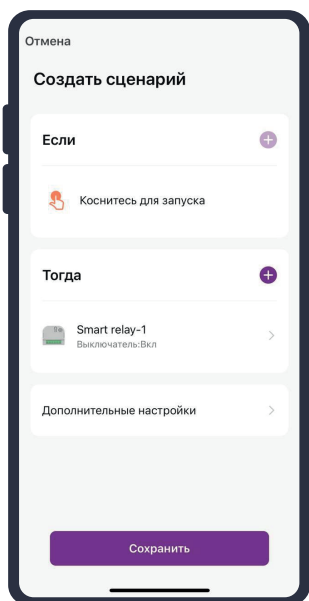 Отмена
Создать сценарий
Если
Коснитесь для запуска
Тогда
Smart relay-1
Выключатель:Вкл
Дополнительные настройки
Сохранить